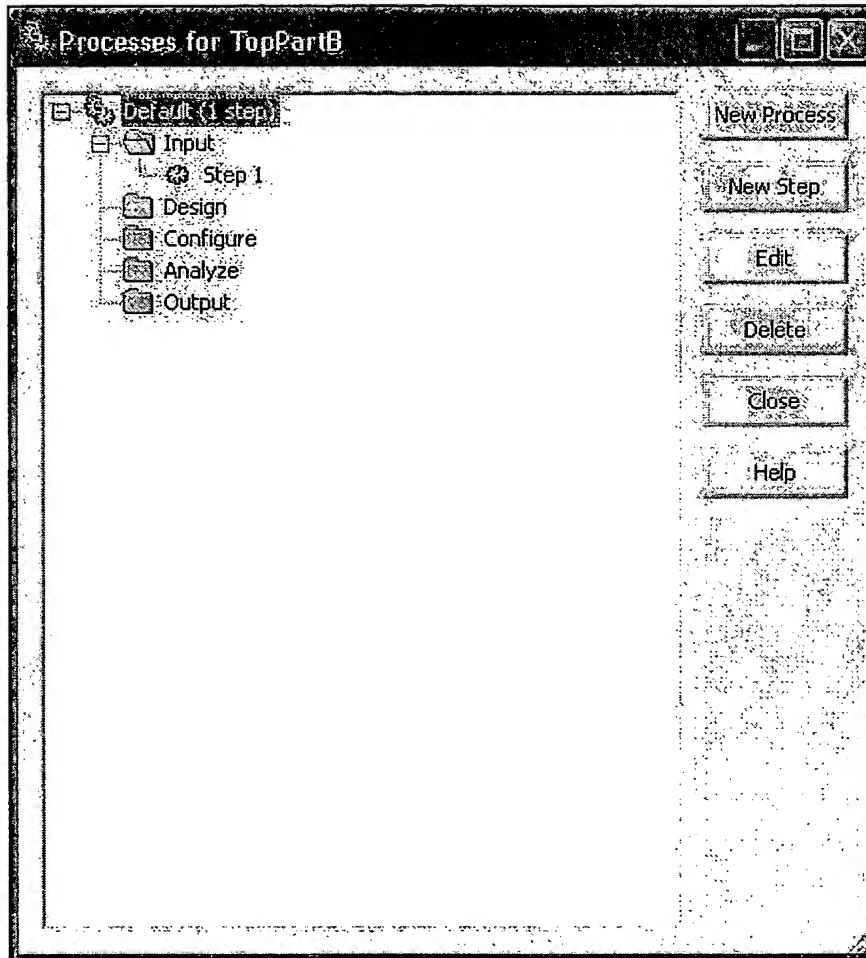 Processes for TopPartB
Default (1 step)
Input
Step 1
Design
Configure
Analyze
Output
New Process
New Step
Edit
Delete
Close
Help